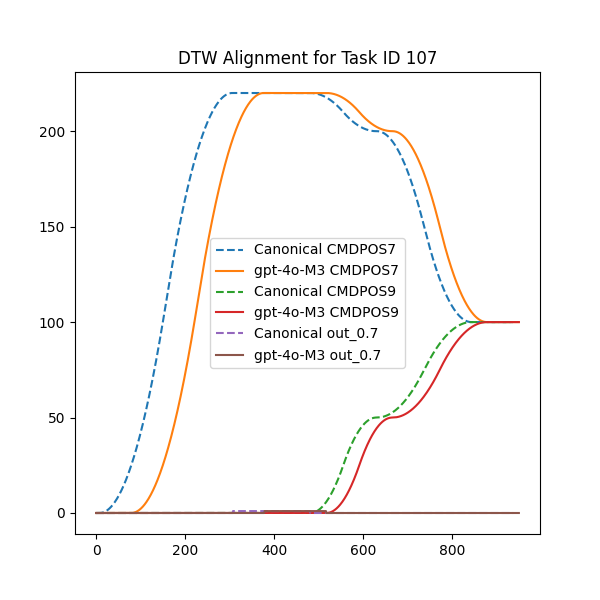 DTW Alignment for Task ID 107
200
150
100
50
0
Canonical CMDPOS7
gpt-4o-M3 CMDPOS7
Canonical CMDPOS9
gpt-4o-M3 CMDPOS9
Canonical out_0.7
gpt-4o-M3 out_0.7
0 200 400 600 800